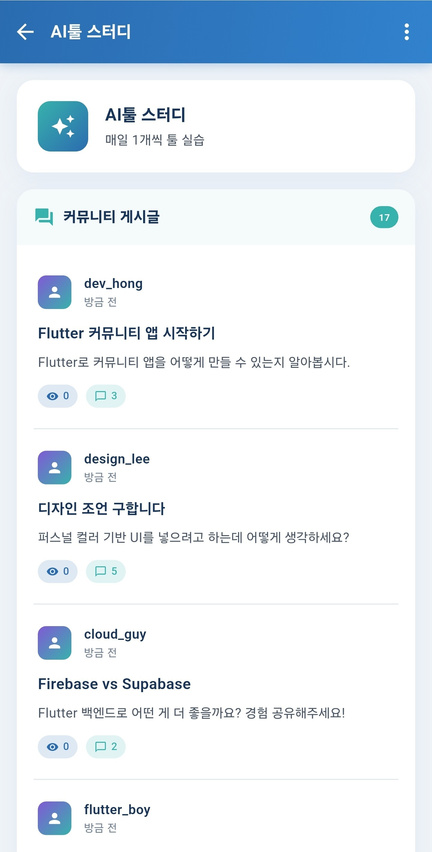 AI툴 스터디
AI툴 스터디
매일 1개씩 툴 실습
커뮤니티 게시글
17
dev_hong
방금 전
Flutter 커뮤니티 앱 시작하기
Flutter로 커뮤니티 앱을 어떻게 만들 수 있는지 알아봅시다.
0 3
design_lee
방금 전
디자인 조언 구합니다
퍼스널 컬러 기반 UI를 넣으려고 하는데 어떻게 생각하세요?
0 5
cloud_guy
방금 전
Firebase vs Supabase
Flutter 백엔드로 어떤 게 더 좋을까요? 경험 공유해주세요!
0 2
flutter_boy
방금 전